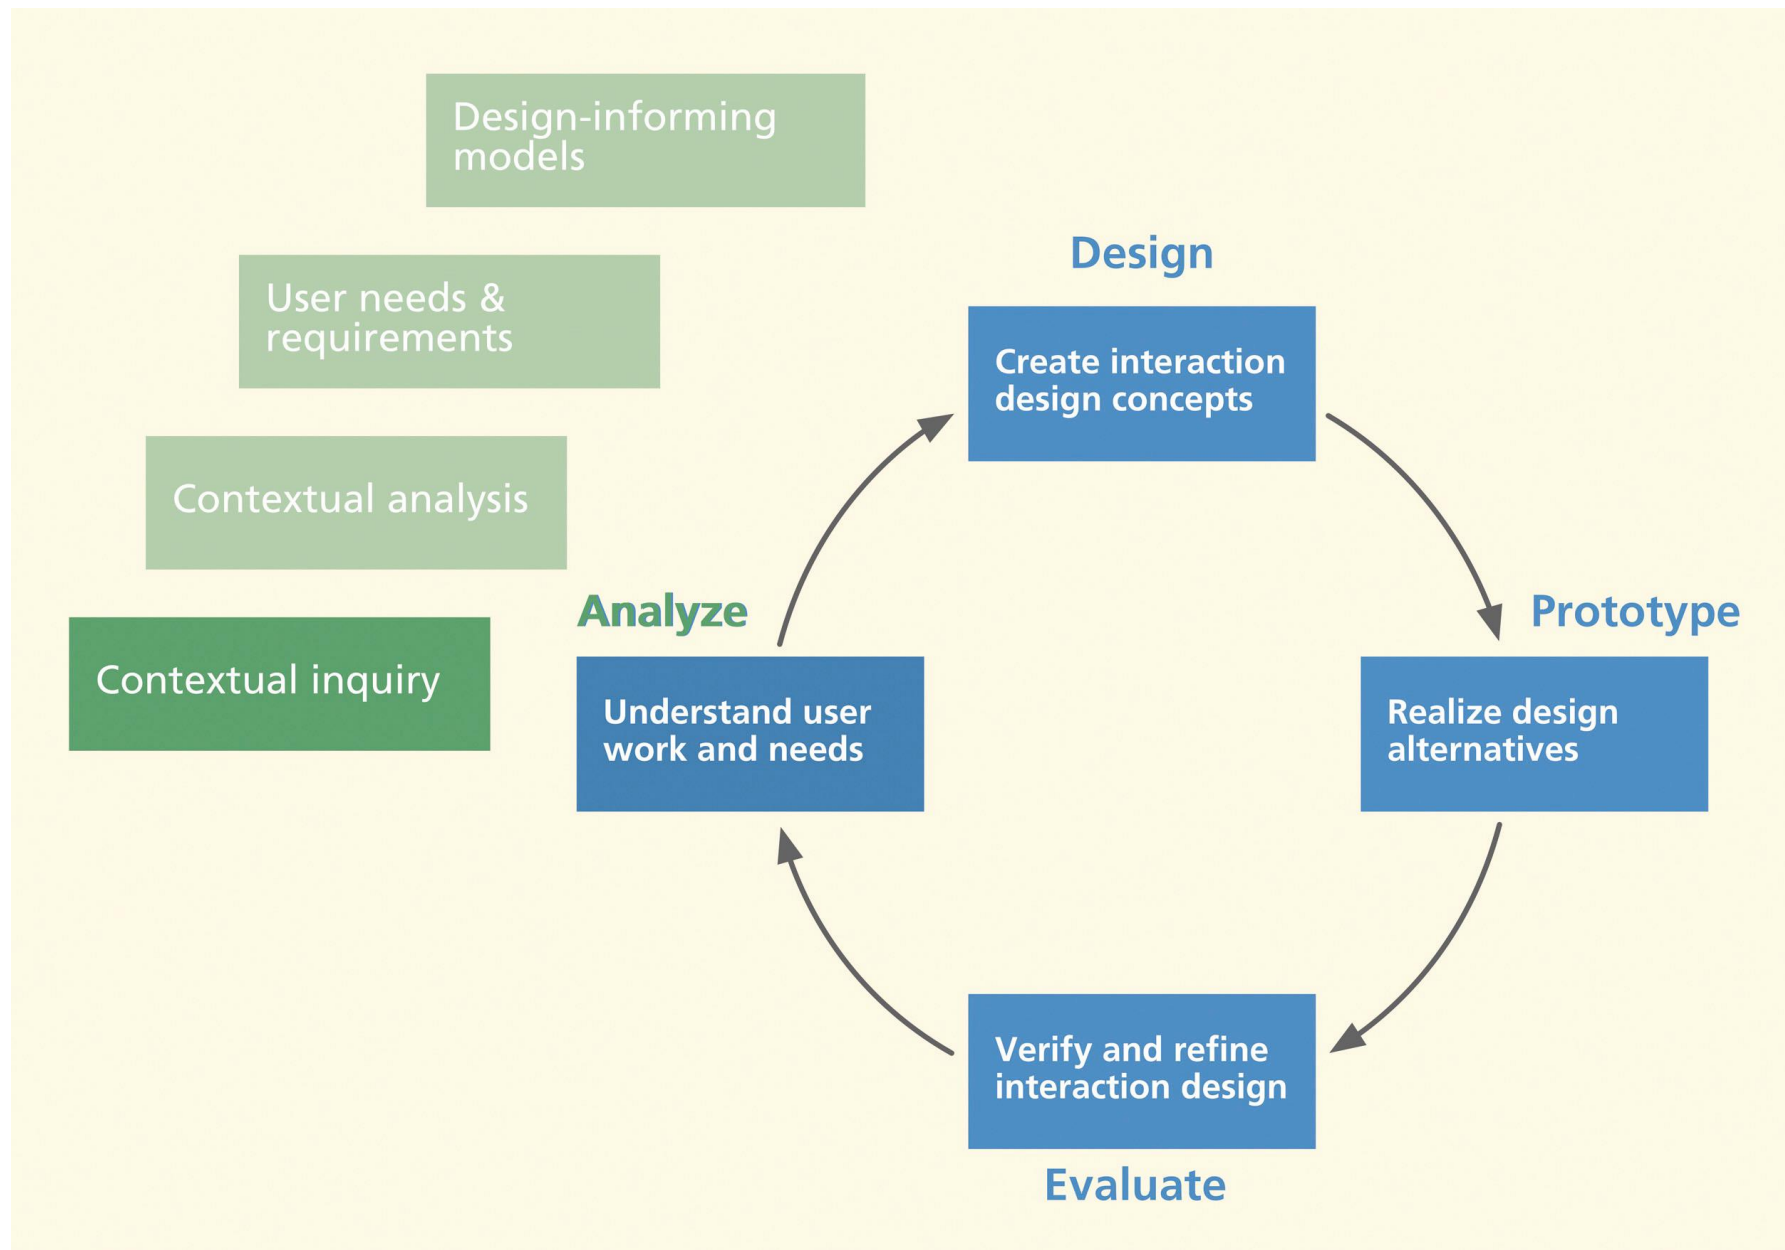 Design-informing
models
User needs &
requirements
Contextual analysis
Contextual inquiry
Design
Create interaction
design concepts
Analyze
Understand user
work and needs
Prototype
Realize design
alternatives
Verify and refine
interaction design
Evaluate